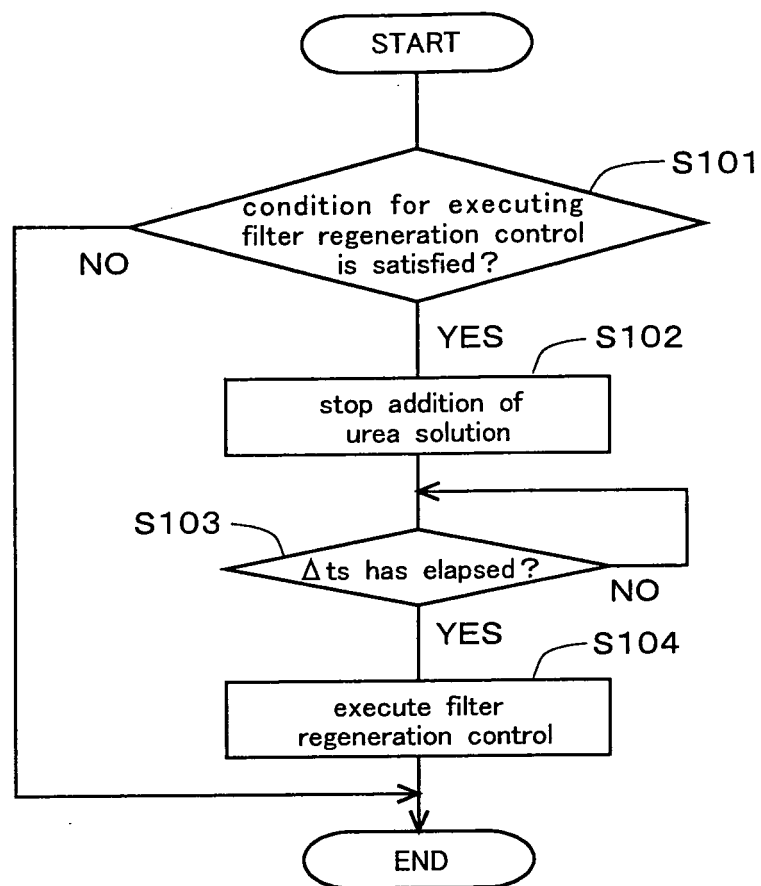 START
S101
condition for executing
filter regeneration control
is satisfied?
NO
YES
S102
stop addition of
urea solution
S103
Δts has elapsed?
NO
YES
S104
execute filter
regeneration control
END